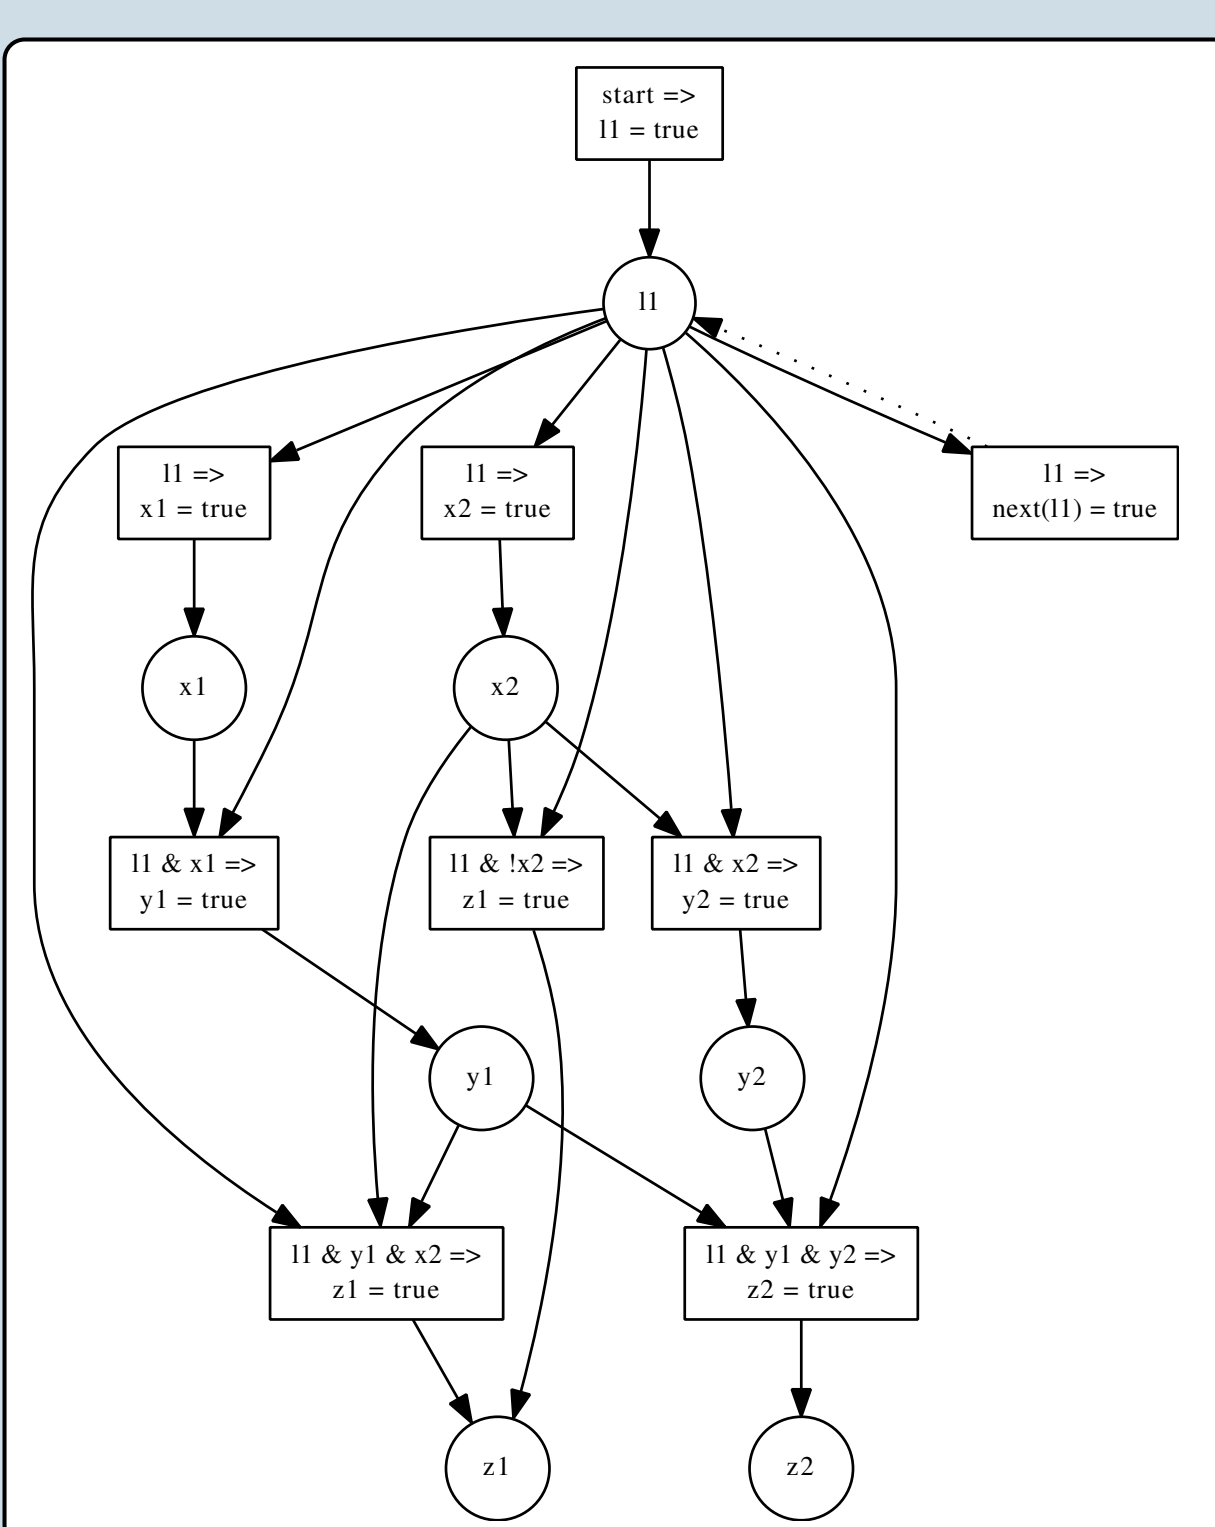 start =>
l1 = true
l1
l1 =>
x1 = true
l1 =>
x2 = true
l1 =>
next(l1) = true
x1
x2
l1 & x1 =>
y1 = true
l1 & !x2 =>
z1 = true
l1 & x2 =>
y2 = true
y1
y2
l1 & y1 & x2 =>
z1 = true
l1 & y1 & y2 =>
z2 = true
z1
z2